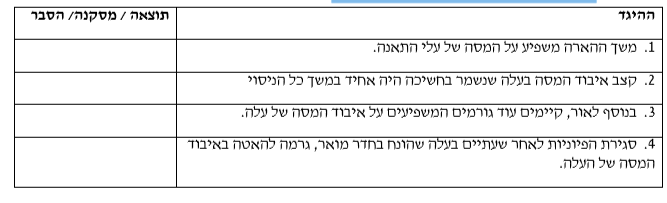 ההיגד
תוצאה / מסקנה/ הסבר
1. משך ההארה משפיע על המסה של עלי התאנה.
2. קצב איבוד המסה בעלה שנשמר בחשיכה היה אחיד במשך כל הניסוי
3. בנוסף לאור, קיימים עוד גורמים המשפיעים על איבוד המסה של עלה.
4. סגירת הפיוניות לאחר שעתיים בעלה שהונח בחדר מואר, גרמה להאטה באיבוד
המסה של העלה.